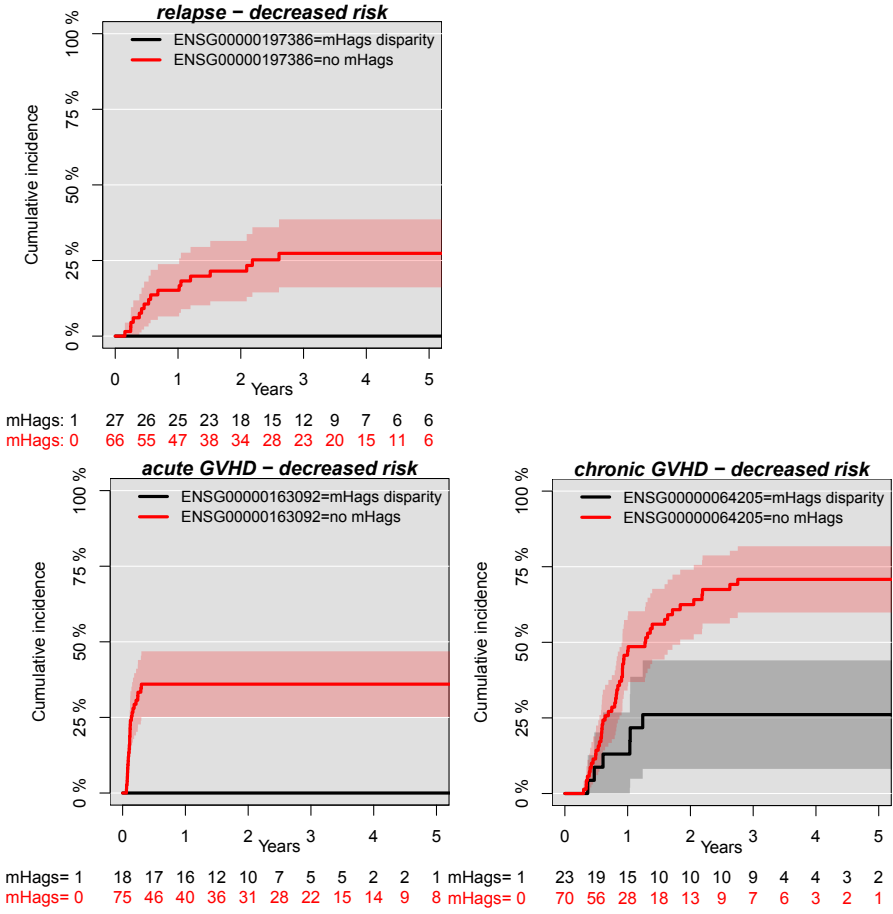 relapse – decreased risk
ENSG00000197386=mHags disparity
ENSG00000197386=no mHags
Cumulative incidence
100 %
75 %
50 %
25 %
0 %
0 1 2 3 4 5
Years
mHags: 1 27 26 25 23 18 15 12 9 7 6 6
mHags: 0 66 55 47 38 34 28 23 20 15 11 6
acute GVHD – decreased risk
ENSG00000163092=mHags disparity
ENSG00000163092=no mHags
Cumulative incidence
100 %
75 %
50 %
25 %
0 %
0 1 2 3 4 5
Years
mHags= 1 18 17 16 12 10 7 5 5 2 2 1
mHags= 0 75 46 40 36 31 28 22 15 14 9 8
chronic GVHD – decreased risk
ENSG00000064205=mHags disparity
ENSG00000064205=no mHags
Cumulative incidence
100 %
75 %
50 %
25 %
0 %
0 1 2 3 4 5
Years
mHags= 1 23 19 15 10 10 10 9 4 4 3 2
mHags= 0 70 56 28 18 13 9 7 6 3 2 1